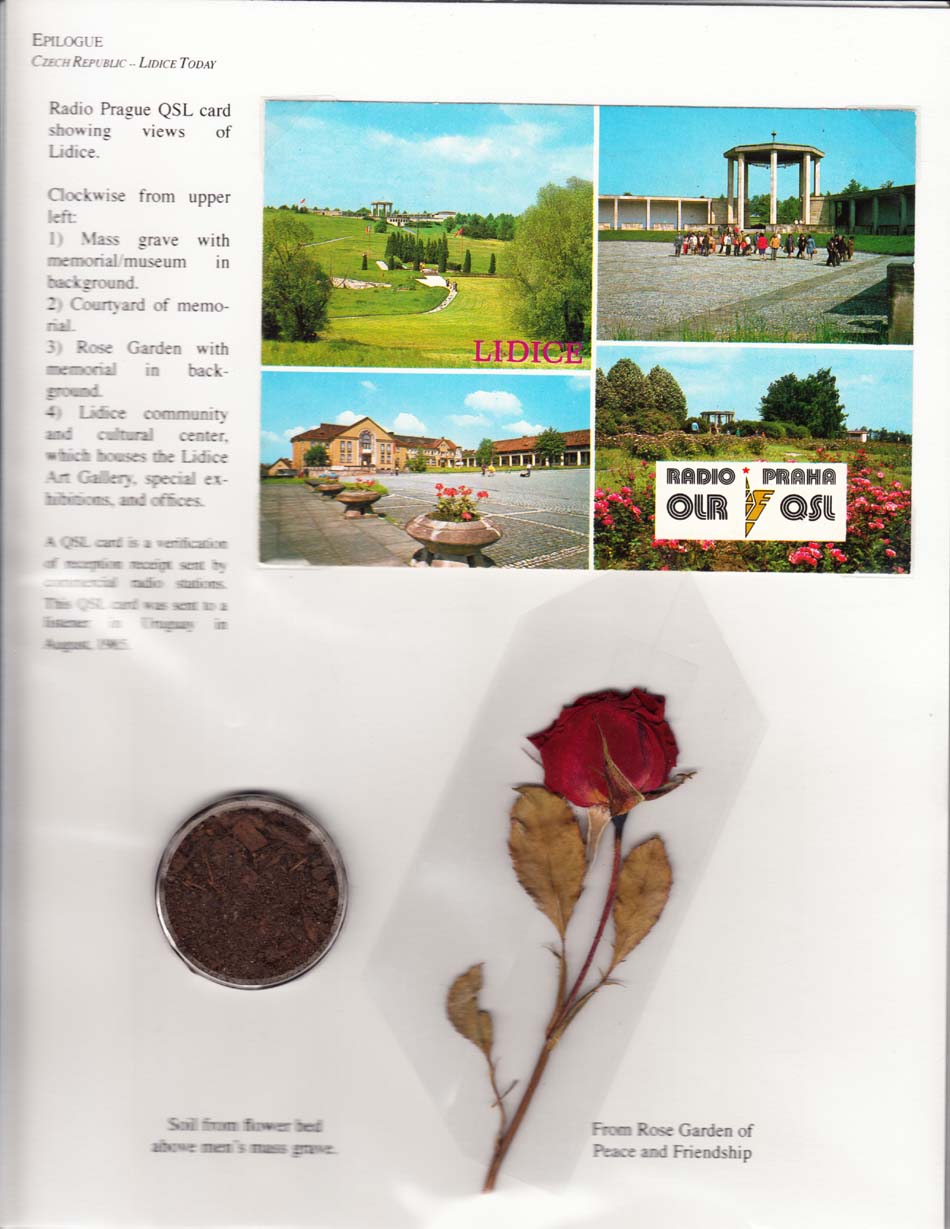 EPILOGUE
CZECH REPUBLIC -- LIDICE TODAY
Radio Prague QSL card
showing views of
Lidice.
Clockwise from upper
left:
1) Mass grave with
memorial/museum in
background.
2) Courtyard of memo-
rial.
3) Rose Garden with
memorial in back-
ground.
4) Lidice community
and cultural center,
which houses the Lidice
Art Gallery, special ex-
hibitions, and offices.
A QSL card is a verification
of reception receipt sent by
commercial radio stations.
This QSL card was sent to a
listener in Uruguay in
August, 1985.
LIDICE
RADIO PRAHA
OLR QSL
Soil from flower bed
above men's mass grave.
From Rose Garden of
Peace and Friendship